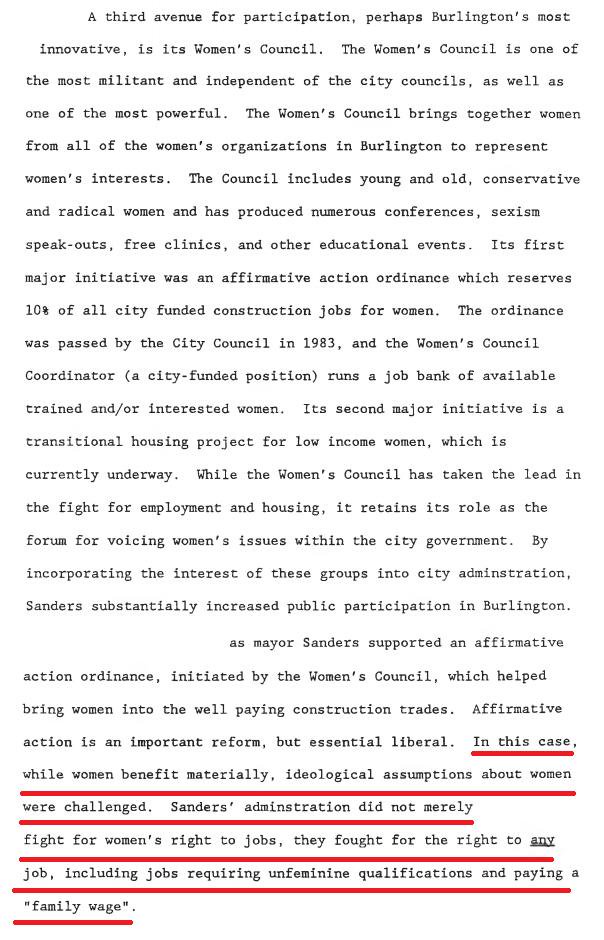 A third avenue for participation, perhaps Burlington's most
innovative, is its Women's Council. The Women's Council is one of
the most militant and independent of the city councils, as well as
one of the most powerful. The Women's Council brings together women
from all of the women's organizations in Burlington to represent
women's interests. The Council includes young and old, conservative
and radical women and has produced numerous conferences, sexism
speak-outs, free clinics, and other educational events. Its first
major initiative was an affirmative action ordinance which reserves
10% of all city funded construction jobs for women. The ordinance
was passed by the City Council in 1983, and the Women's Council
Coordinator (a city-funded position) runs a job bank of available
trained and/or interested women. Its second major initiative is a
transitional housing project for low income women, which is
currently underway. While the Women's Council has taken the lead in
the fight for employment and housing, it retains its role as the
forum for voicing women's issues within the city government. By
incorporating the interest of these groups into city adminstration,
Sanders substantially increased public participation in Burlington.
as mayor Sanders supported an affirmative
action ordinance, initiated by the Women's Council, which helped
bring women into the well paying construction trades. Affirmative
action is an important reform, but essential liberal. In this case,
while women benefit materially, ideological assumptions about women
were challenged. Sanders' adminstration did not merely
fight for women's right to jobs, they fought for the right to any
job, including jobs requiring unfeminine qualifications and paying a
"family wage".